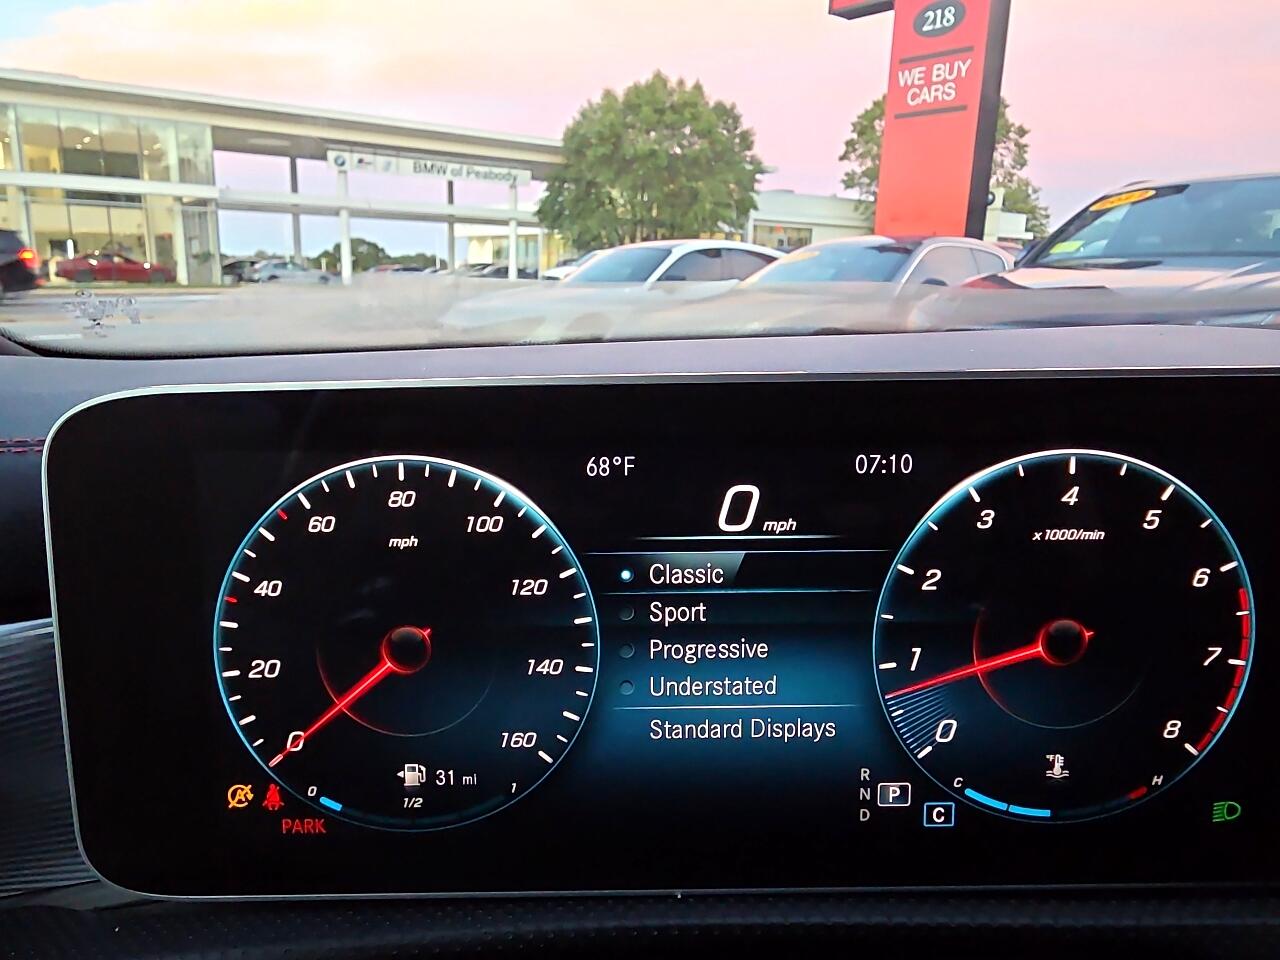 218
WE BUY
CARS
BMW of Peabody
68°F
07:10
0 mph
Classic
Sport
Progressive
Understated
Standard Displays
0
20
40
60
80
100
120
140
160
mph
31 mi
0
1/2
1
PARK
R
N
D
P
C
0
1
2
3
4
5
6
7
8
x1000/min
°F
C
H